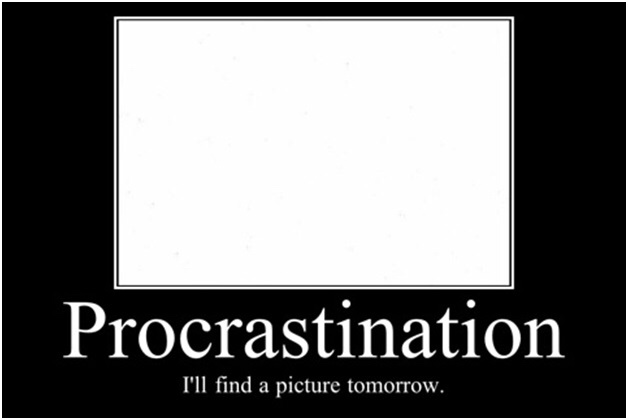 Procrastination
I'll find a picture tomorrow.